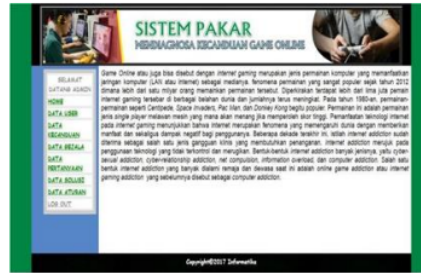 SISTEM PAKAR
MENDIAGNOSA KECANDUAN GAME ONLINE
SELAMAT
DATANG ADMIN
HOME
DATA USER
DATA
KECANDUAN
DATA GEJALA
DATA
PERTANYAAN
DATA SOLUSI
DATA ATURAN
LOG OUT
Game Online atau juga bisa disebut dengan internet gaming merupakan jenis permainan komputer yang memanfaatkan
jaringan komputer (LAN atau internet) sebagai medianya. fenomena permainan yang sangat populer sejak tahun 2012
dimana lebih dari satu milyar orang memainkan permainan tersebut. Diperkirakan terdapat lebih dari lima juta pemain
internet gaming tersebar di berbagai belahan dunia dan jumlahnya terus meningkat. Pada tahun 1980-an, permainan-
permainan seperti Centipede, Space Invaders, Pac Man, dan Donkey Kong begitu populer. Permainan ini adalah permainan
jenis single player melawan mesin yang mana akan menang jika memperoleh skor tinggi. Pemanfaatan teknologi internet
pada internet gaming menunjukkan bahwa internet merupakan fenomena yang memengaruhi dunia dengan memberikan
manfaat dan sekaligus dampak negatif bagi penggunanya. Beberapa dekade terakhir ini, istilah internet addiction sudah
diterima sebagai salah satu jenis gangguan klinis yang membutuhkan penanganan. Internet addiction merujuk pada
penggunaan teknologi yang tidak terkontrol dan merugikan. Bentuk-bentuk internet addiction banyak jenisnya, yaitu cyber-
sexual addiction, cyber-relationship addiction, net compulsion, information overload, dan computer addiction. Salah satu
bentuk internet addiction yang banyak dialami remaja dan dewasa saat ini adalah online game addiction atau internet
gaming addiction yang sebelumnya disebut sebagai computer addiction.
Copyright@2017 Informatika